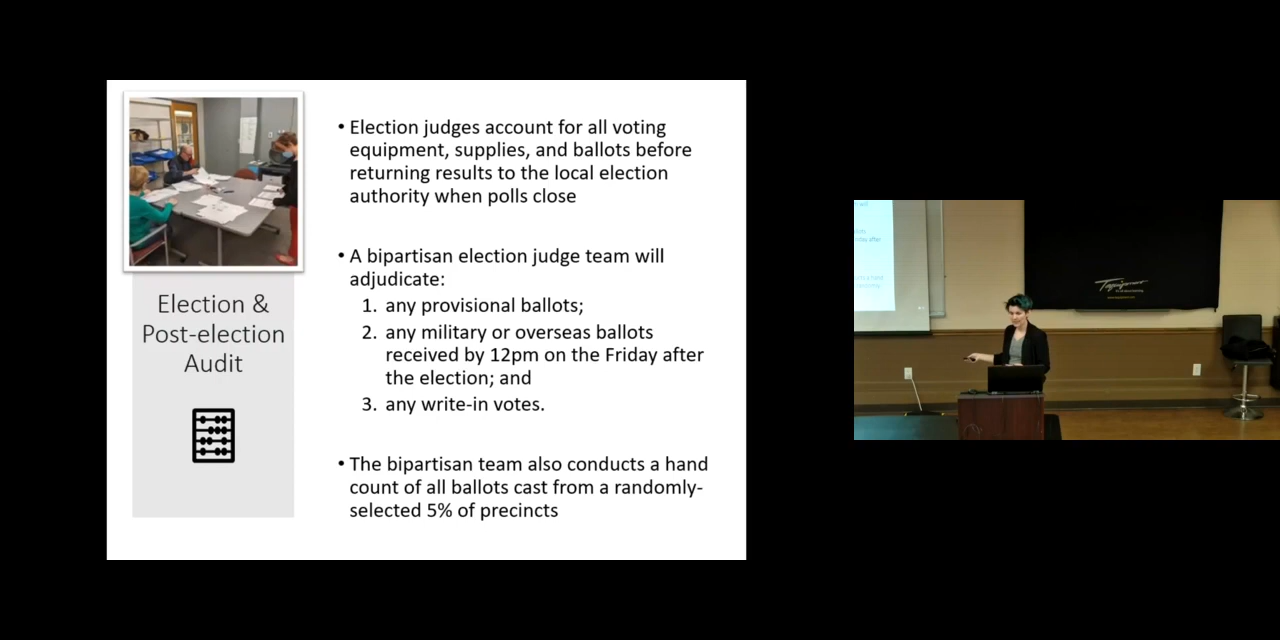 Election &
Post-election
Audit
• Election judges account for all voting
equipment, supplies, and ballots before
returning results to the local election
authority when polls close
• A bipartisan election judge team will
adjudicate:
1. any provisional ballots;
2. any military or overseas ballots
received by 12pm on the Friday after
the election; and
3. any write-in votes.
• The bipartisan team also conducts a hand
count of all ballots cast from a randomly-
selected 5% of precincts